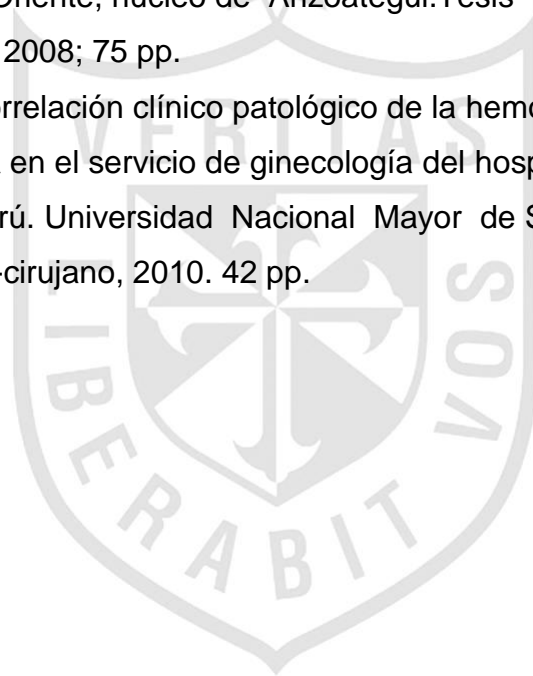 Oriente, núcleo de Anzoátegui.Tesis
2008; 75 pp.
orrelación clínico patológico de la hemo
en el servicio de ginecología del hosp
rú. Universidad Nacional Mayor de S
-cirujano, 2010. 42 pp.
VERITAS
LIBERABIT VOS